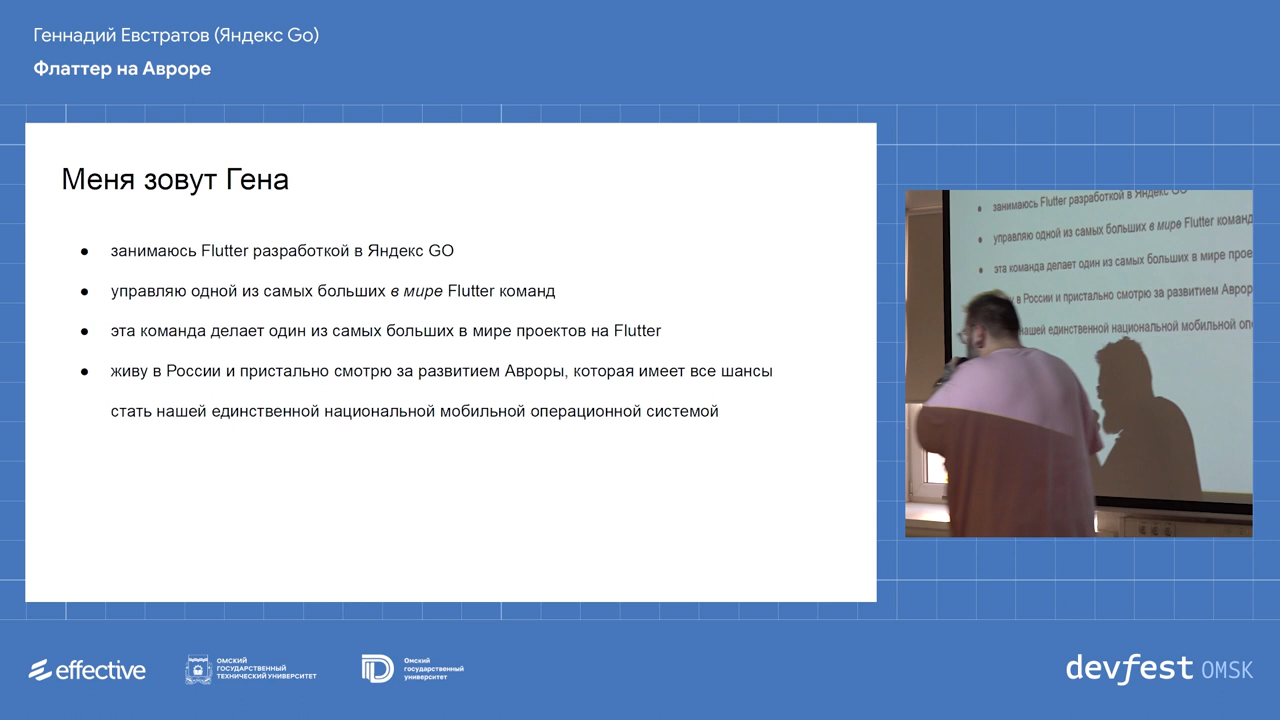 Геннадий Евстратов (Яндекс Go)
Флаттер на Авроре
Меня зовут Гена
● занимаюсь Flutter разработкой в Яндекс GO
● управляю одной из самых больших в мире Flutter команд
● эта команда делает один из самых больших в мире проектов на Flutter
● живу в России и пристально смотрю за развитием Авроры, которая имеет все шансы
стать нашей единственной национальной мобильной операционной системой
● занимаюсь Flutter разработкой в Яндекс GO
● управляю одной из самых больших в мире Flutter команд
● эта команда делает один из самых больших в мире прое
в России и пристально смотрю за развитием Аврор
нашей единственной национальной мобильной опе
effective
ОМСКИЙ
ГОСУДАРСТВЕННЫЙ
ТЕХНИЧЕСКИЙ УНИВЕРСИТЕТ
Омский
государственный
университет
devfest OMSK